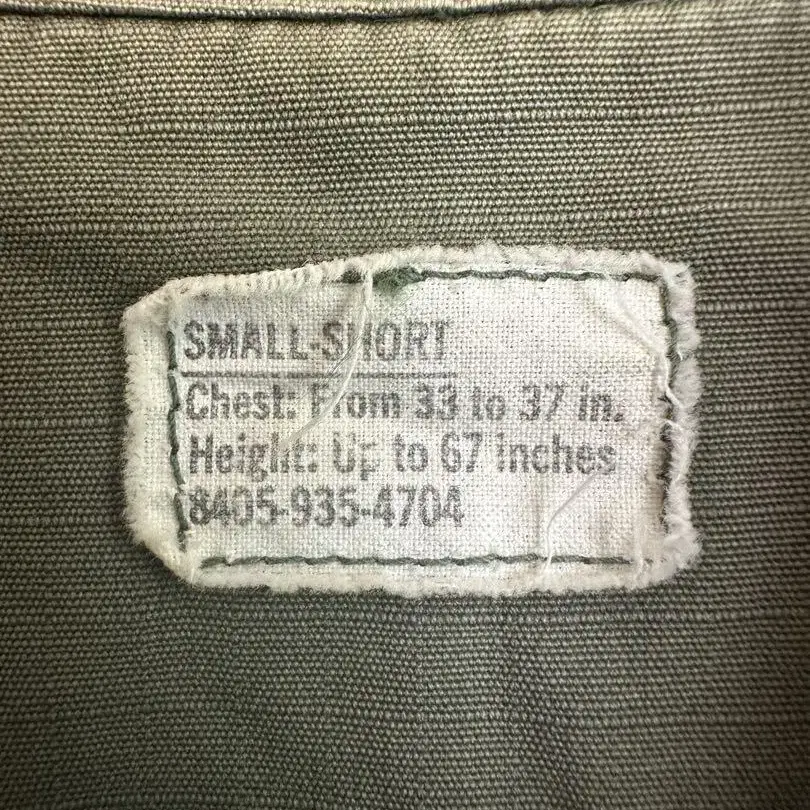 SMALL-SHORT
Chest: From 33 to 37 in.
Height: Up to 67 inches
8405-935-4704